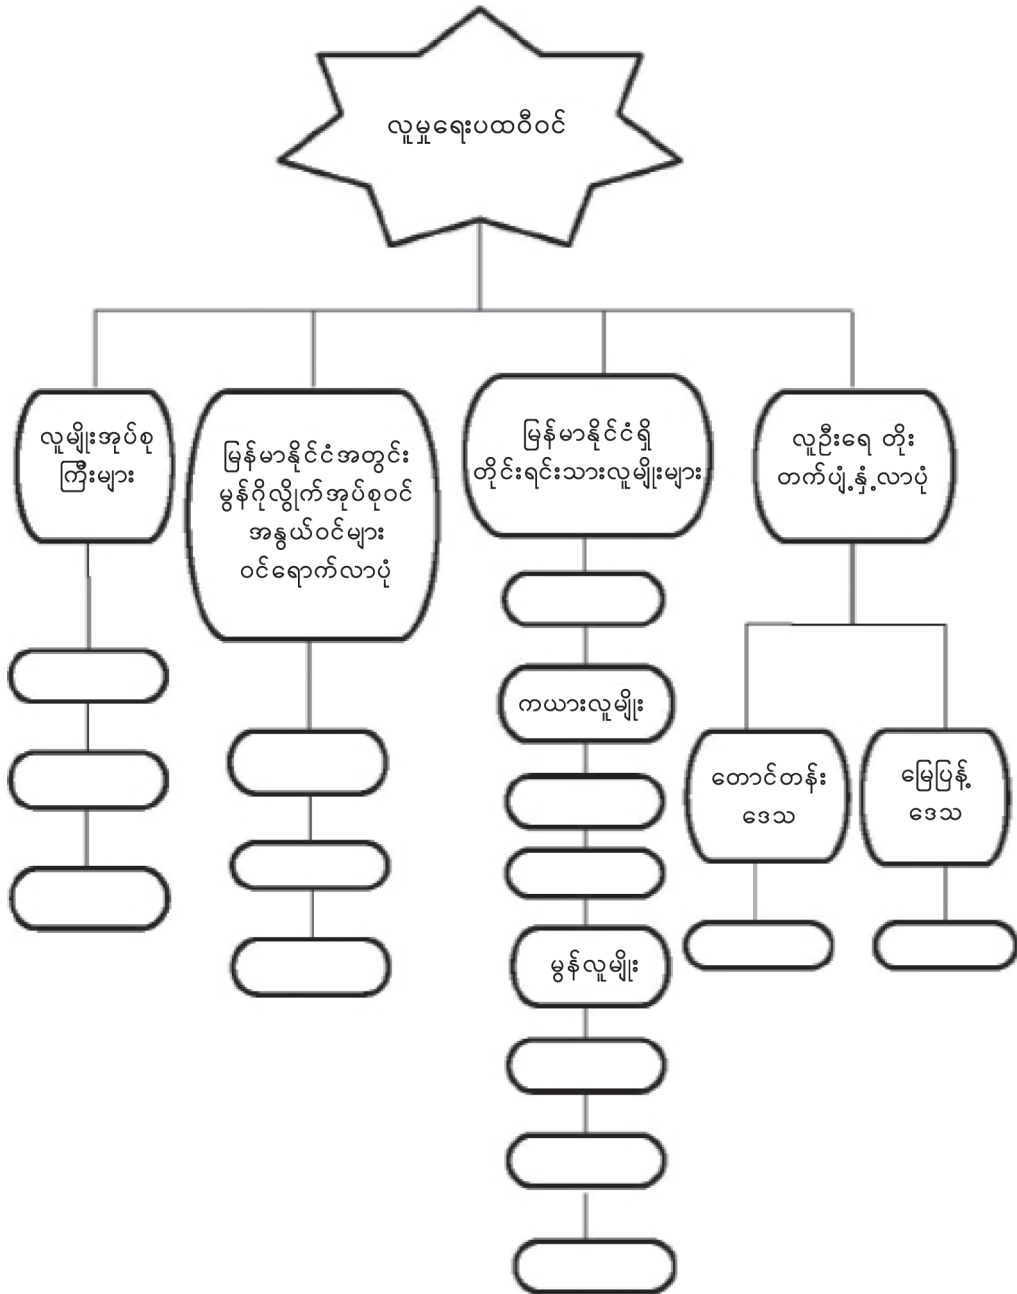 လူမှုရေးပထဝီဝင်
လူမျိုးအုပ်စု
ကြီးများ
မြန်မာနိုင်ငံအတွင်း
မွန်ဂိုလွိုက်အုပ်စုဝင်
အနွယ်ဝင်များ
ဝင်ရောက်လာပုံ
မြန်မာနိုင်ငံရှိ
တိုင်းရင်းသားလူမျိုးများ
လူဦးရေ တိုး
တက်ပျံ့နှံ့လာပုံ
ကယားလူမျိုး
မွန်လူမျိုး
တောင်တန်း
ဒေသ
မြေပြန့်
ဒေသ